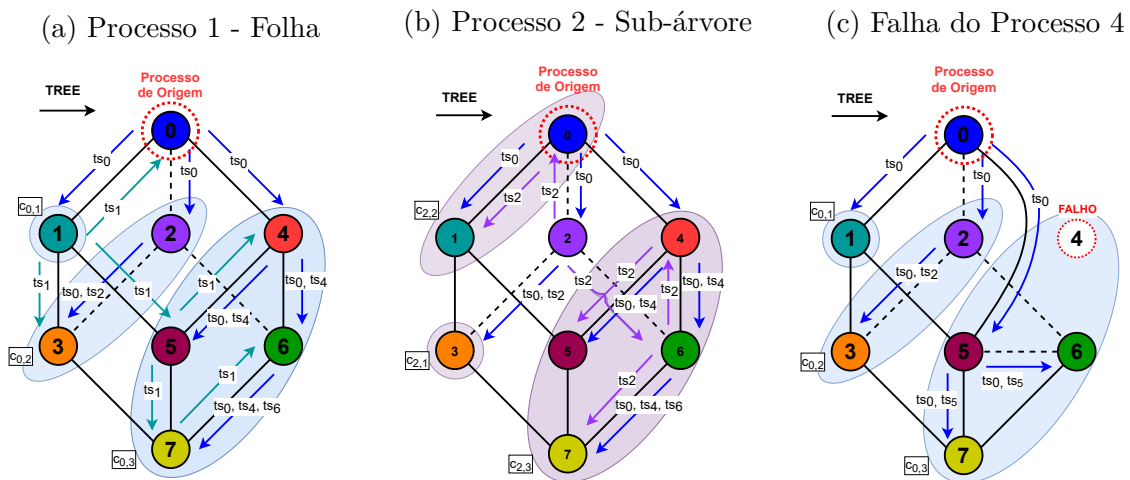 (a) Processo 1 - Folha
Processo
de Origem
TREE
0
ts0
ts0
ts0
ts1
c0,1
1
2
4
ts1
ts1
ts1
ts0, ts2
ts0, ts4
ts0, ts4
3
5
6
c0,2
ts1
ts1
ts0, ts4, ts6
7
c0,3
(b) Processo 2 - Sub-árvore
Processo
de Origem
TREE
0
ts0
ts0
ts0
ts2
ts2
c2,2
1
2
4
ts2
ts2
ts2
ts0, ts2
ts0, ts4
ts0, ts4
3
5
6
c2,1
ts2
ts0, ts4, ts6
7
c2,3
(c) Falha do Processo 4
Processo
de Origem
TREE
0
ts0
ts0
ts0
FALHO
c0,1
1
2
4
ts0, ts2
3
5
6
c0,2
ts0, ts5
ts0, ts5
7
c0,3